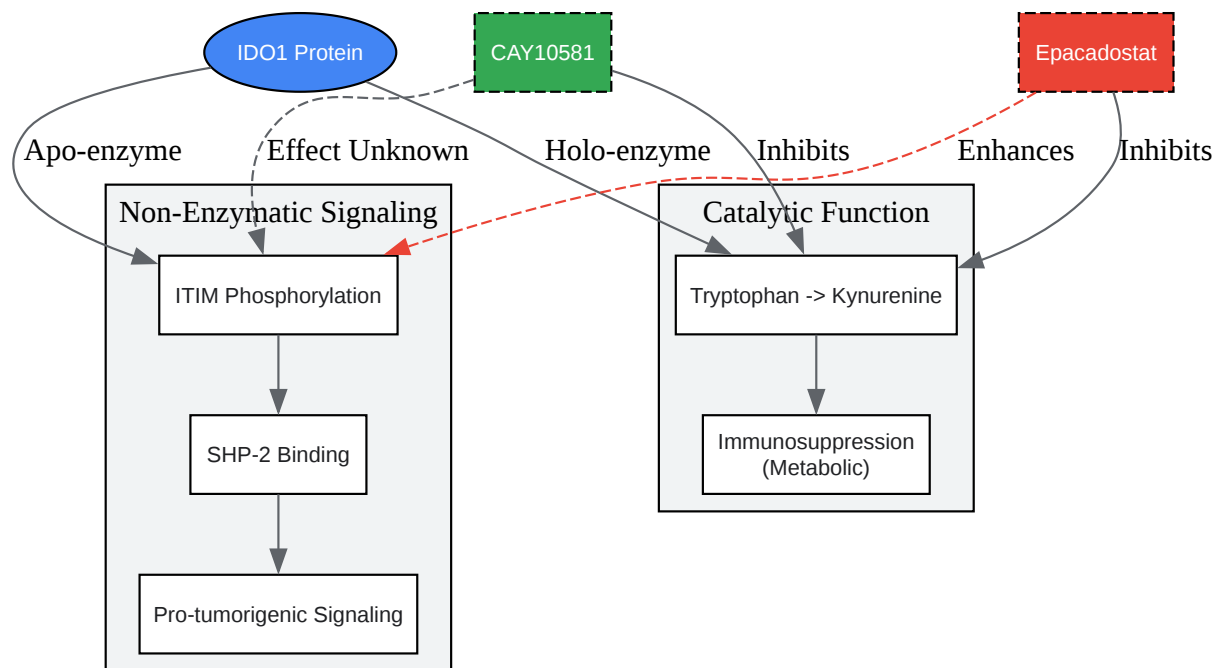 IDO1 Protein
CAY10581
Epacadostat
Apo-enzyme
Effect Unknown
Holo-enzyme
Inhibits
Enhances
Inhibits
Non-Enzymatic Signaling
Catalytic Function
ITIM Phosphorylation
Tryptophan -> Kynurenine
SHP-2 Binding
Immunosuppression
(Metabolic)
Pro-tumorigenic Signaling